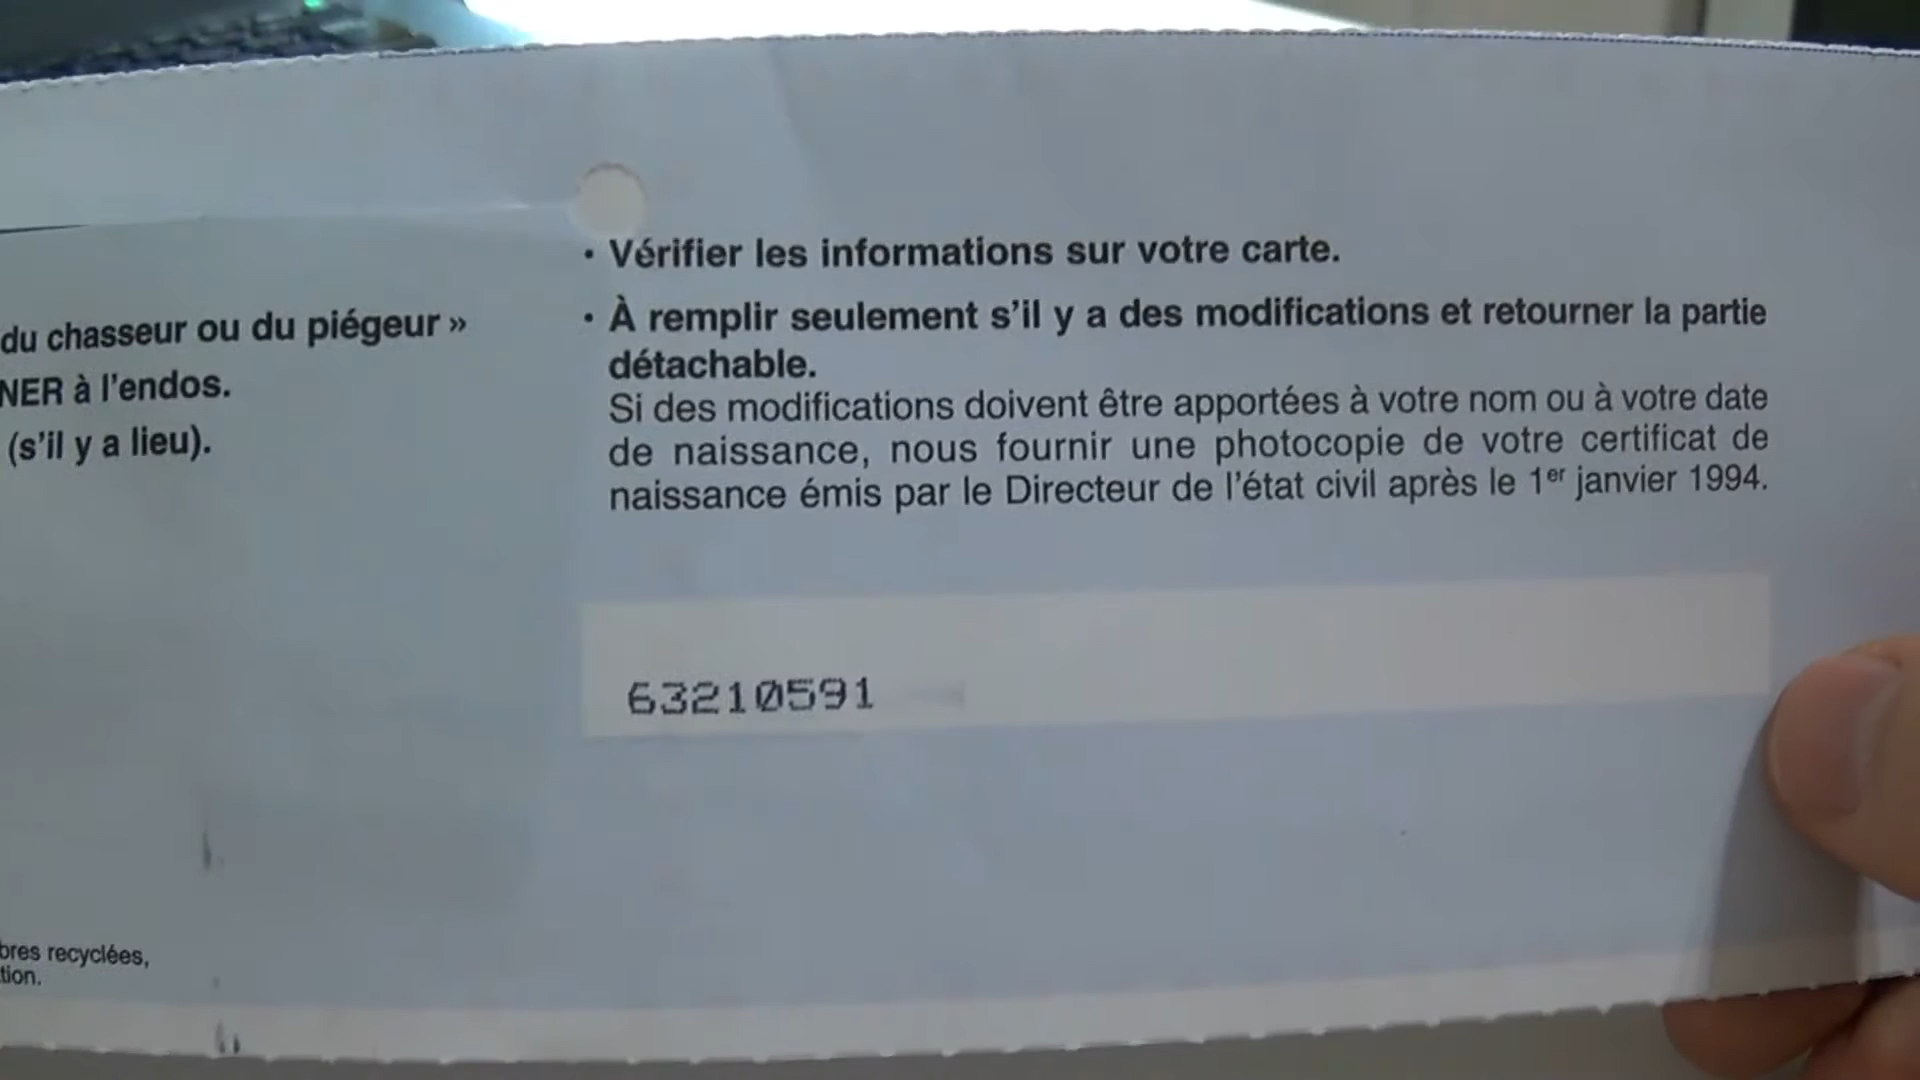 du chasseur ou du piégeur »
NER à l'endos.
(s'il y a lieu).
bres recyclées,
tion.
• Vérifier les informations sur votre carte.
• À remplir seulement s'il y a des modifications et retourner la partie
détachable.
Si des modifications doivent être apportées à votre nom ou à votre date
de naissance, nous fournir une photocopie de votre certificat de
naissance émis par le Directeur de l'état civil après le 1er janvier 1994.
63210591